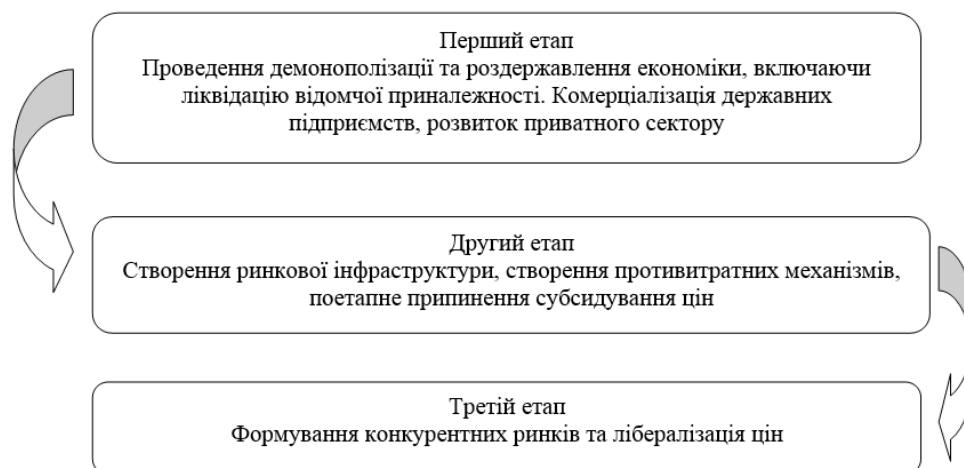 Перший етап
Проведення демонополізації та роздержавлення економіки, включаючи
ліквідацію відомчої приналежності. Комерціалізація державних
підприємств, розвиток приватного сектору
Другий етап
Створення ринкової інфраструктури, створення противитратних механізмів,
поетапне припинення субсидування цін
Третій етап
Формування конкурентних ринків та лібералізація цін